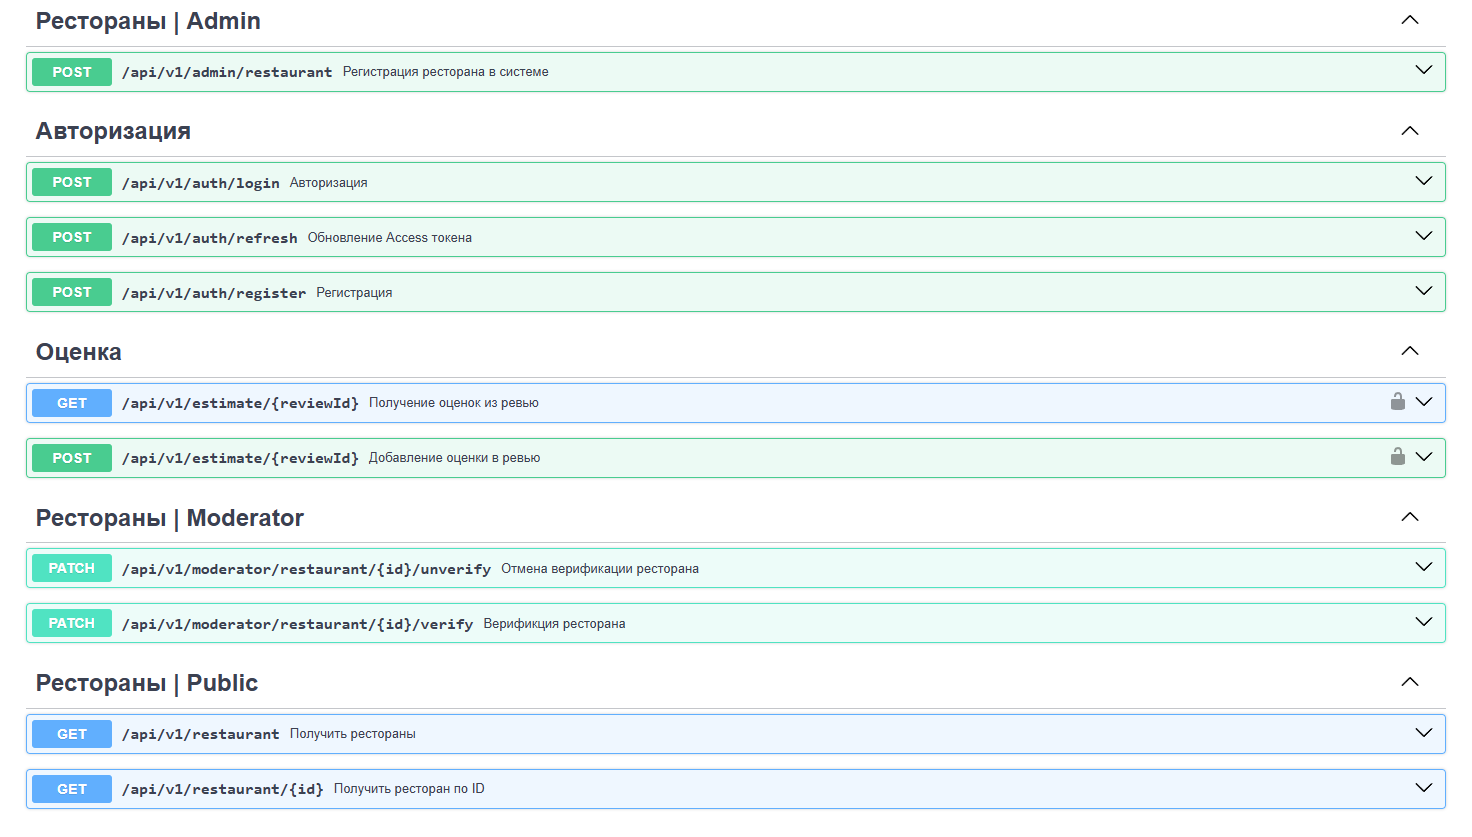 Рестораны | Admin
POST /api/v1/admin/restaurant Регистрация ресторана в системе
Авторизация
POST /api/v1/auth/login Авторизация
POST /api/v1/auth/refresh Обновление Access токена
POST /api/v1/auth/register Регистрация
Оценка
GET /api/v1/estimate/{reviewId} Получение оценок из ревью
POST /api/v1/estimate/{reviewId} Добавление оценки в ревью
Рестораны | Moderator
PATCH /api/v1/moderator/restaurant/{id}/unverify Отмена верификации ресторана
PATCH /api/v1/moderator/restaurant/{id}/verify Верификция ресторана
Рестораны | Public
GET /api/v1/restaurant Получить рестораны
GET /api/v1/restaurant/{id} Получить ресторан по ID